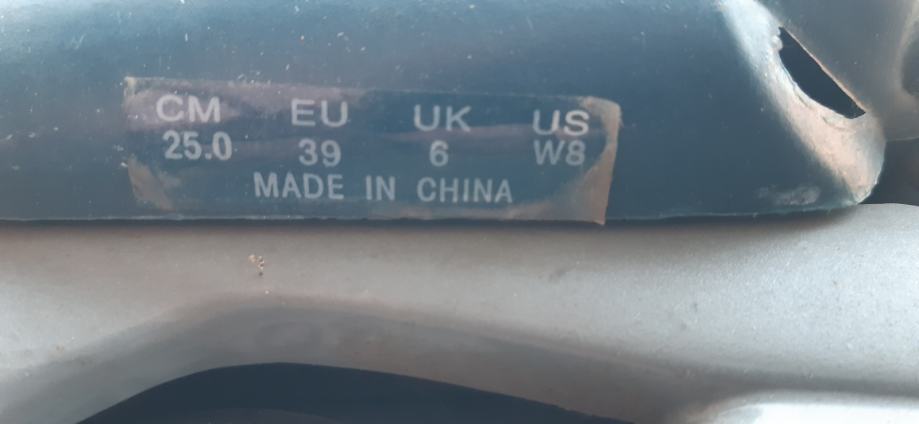 CM EU UK US
25.0 39 6 W8
MADE IN CHINA